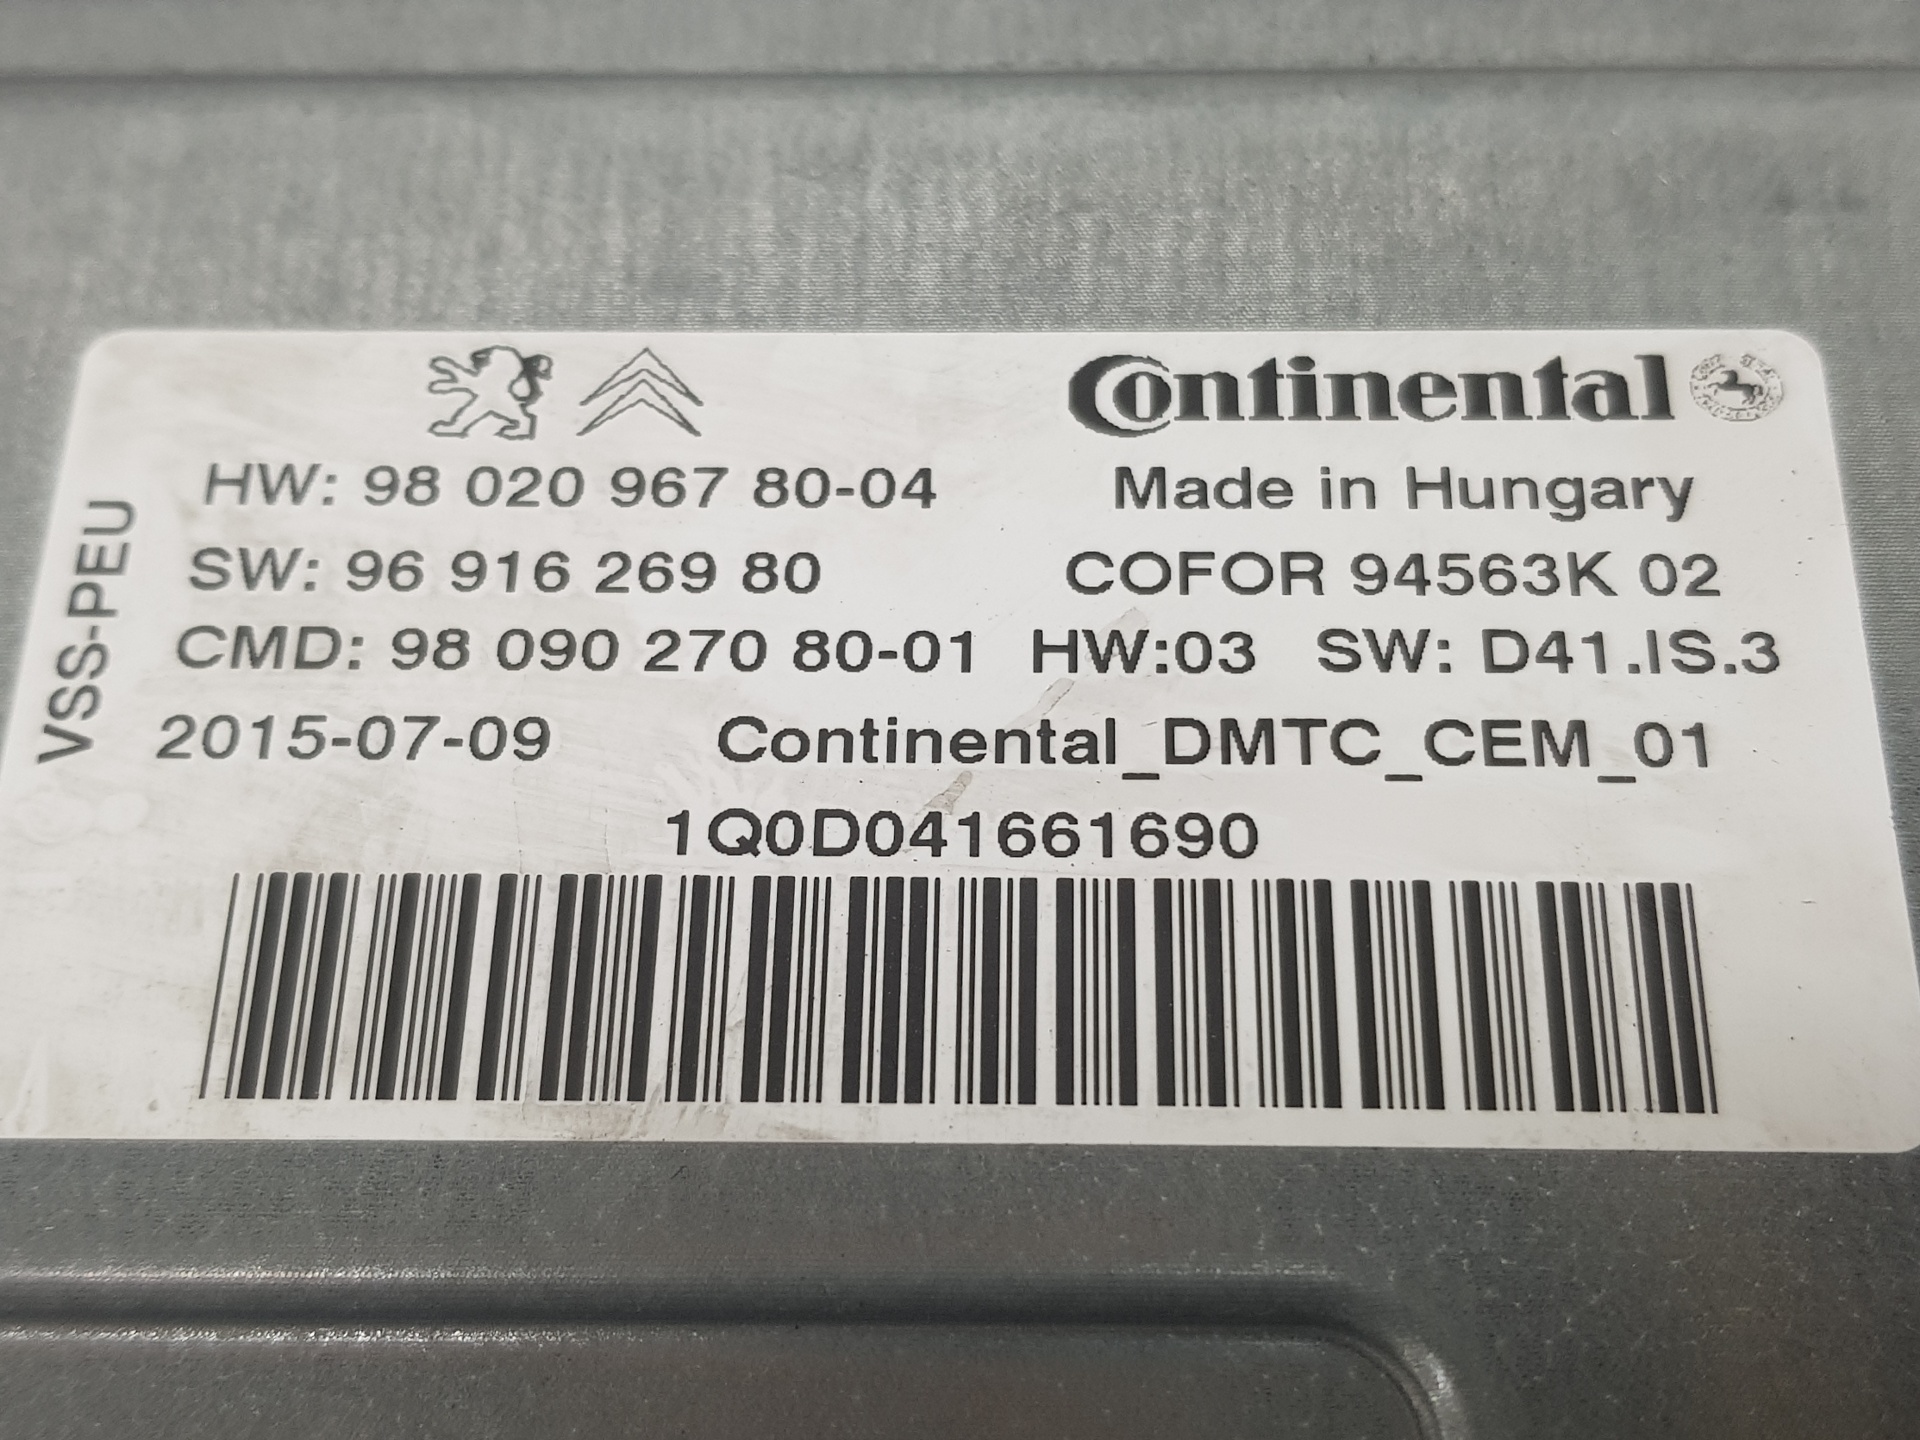 Continental
HW: 98 020 967 80-04
Made in Hungary
SW: 96 916 269 80
COFOR 94563K 02
CMD: 98 090 270 80-01 HW:03 SW: D41.IS.3
2015-07-09 Continental_DMTC_CEM_01
1Q0D041661690
VSS-PEU